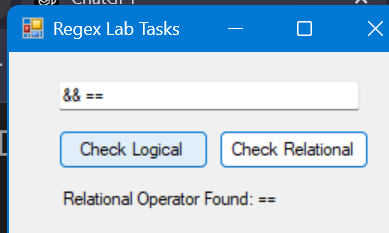 Regex Lab Tasks
&& ==
Check Logical
Check Relational
Relational Operator Found: ==